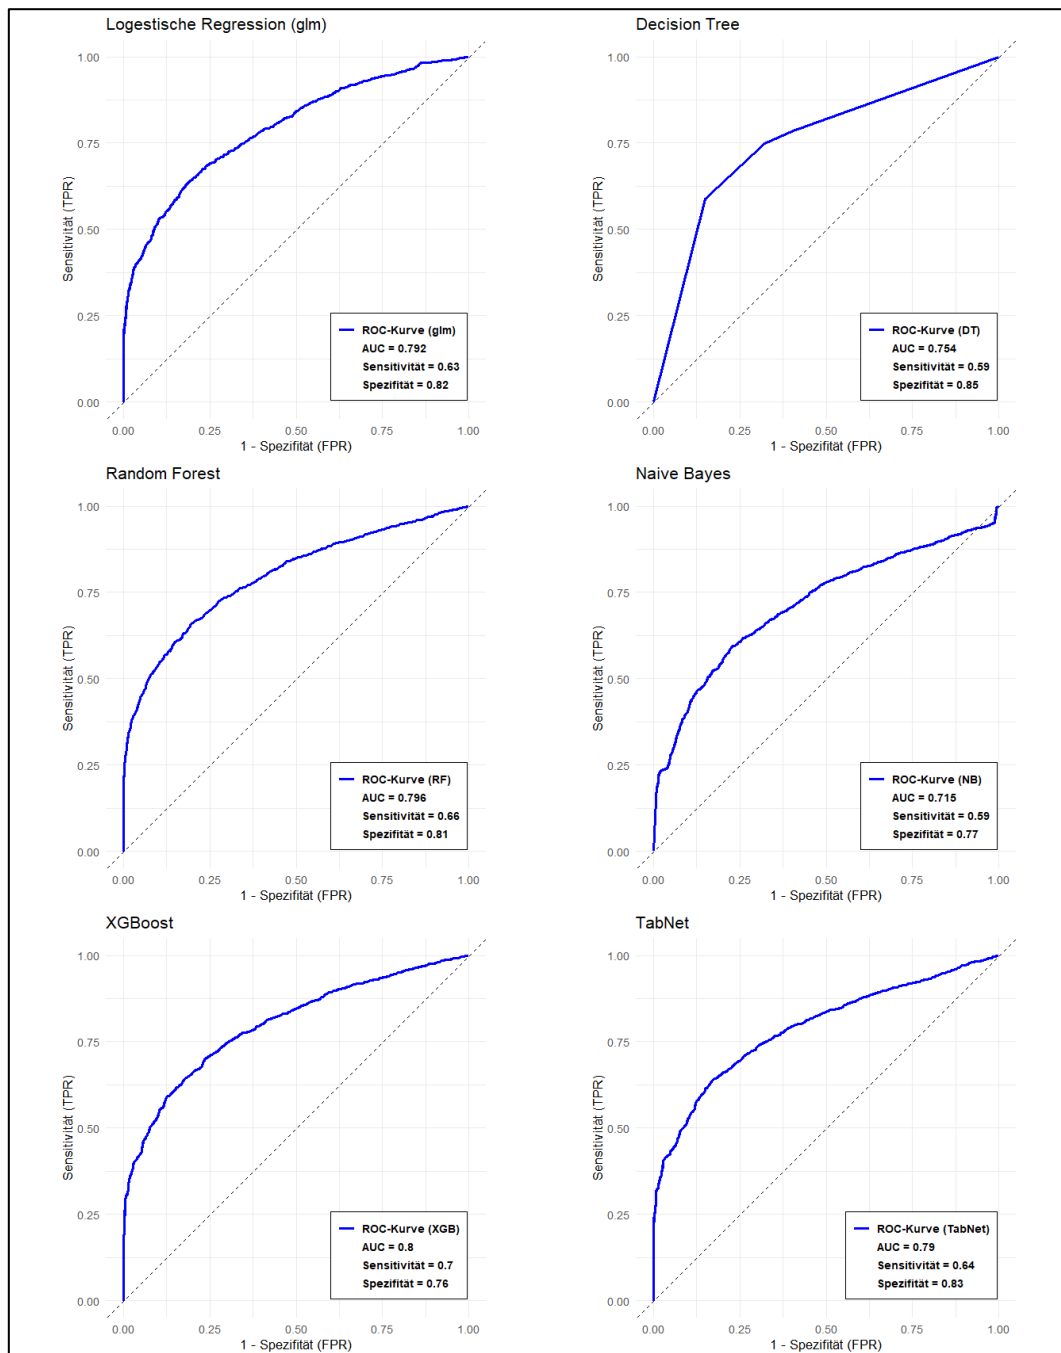 Logestische Regression (glm)
1.00
0.75
0.50
0.25
0.00
Sensitivität (TPR)
ROC-Kurve (glm)
AUC = 0.792
Sensitivität = 0.63
Spezifität = 0.82
0.00 0.25 0.50 0.75 1.00
1 - Spezifität (FPR)
Decision Tree
1.00
0.75
0.50
0.25
0.00
Sensitivität (TPR)
ROC-Kurve (DT)
AUC = 0.754
Sensitivität = 0.59
Spezifität = 0.85
0.00 0.25 0.50 0.75 1.00
1 - Spezifität (FPR)
Random Forest
1.00
0.75
0.50
0.25
0.00
Sensitivität (TPR)
ROC-Kurve (RF)
AUC = 0.796
Sensitivität = 0.66
Spezifität = 0.81
0.00 0.25 0.50 0.75 1.00
1 - Spezifität (FPR)
Naive Bayes
1.00
0.75
0.50
0.25
0.00
Sensitivität (TPR)
ROC-Kurve (NB)
AUC = 0.715
Sensitivität = 0.59
Spezifität = 0.77
0.00 0.25 0.50 0.75 1.00
1 - Spezifität (FPR)
XGBoost
1.00
0.75
0.50
0.25
0.00
Sensitivität (TPR)
ROC-Kurve (XGB)
AUC = 0.8
Sensitivität = 0.7
Spezifität = 0.76
0.00 0.25 0.50 0.75 1.00
1 - Spezifität (FPR)
TabNet
1.00
0.75
0.50
0.25
0.00
Sensitivität (TPR)
ROC-Kurve (TabNet)
AUC = 0.79
Sensitivität = 0.64
Spezifität = 0.83
0.00 0.25 0.50 0.75 1.00
1 - Spezifität (FPR)